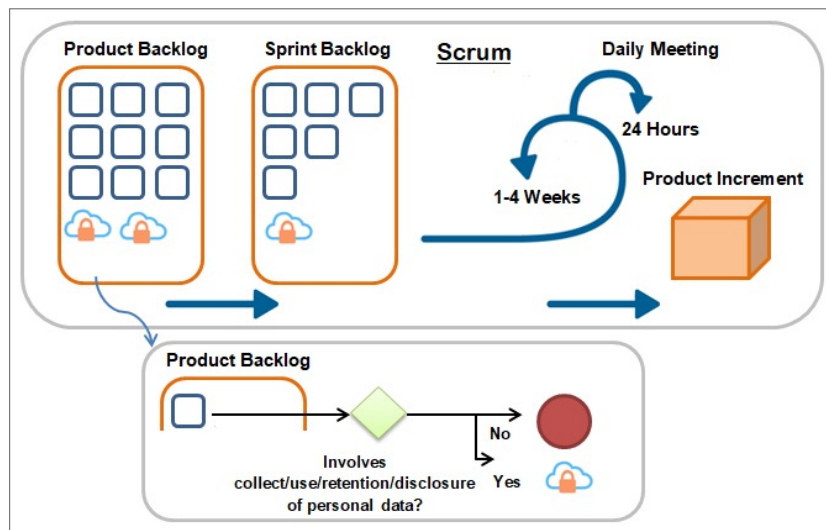 Product Backlog
Sprint Backlog
Scrum
Daily Meeting
24 Hours
1-4 Weeks
Product Increment
Product Backlog
No
Involves
collect/use/retention/disclosure
of personal data?
Yes